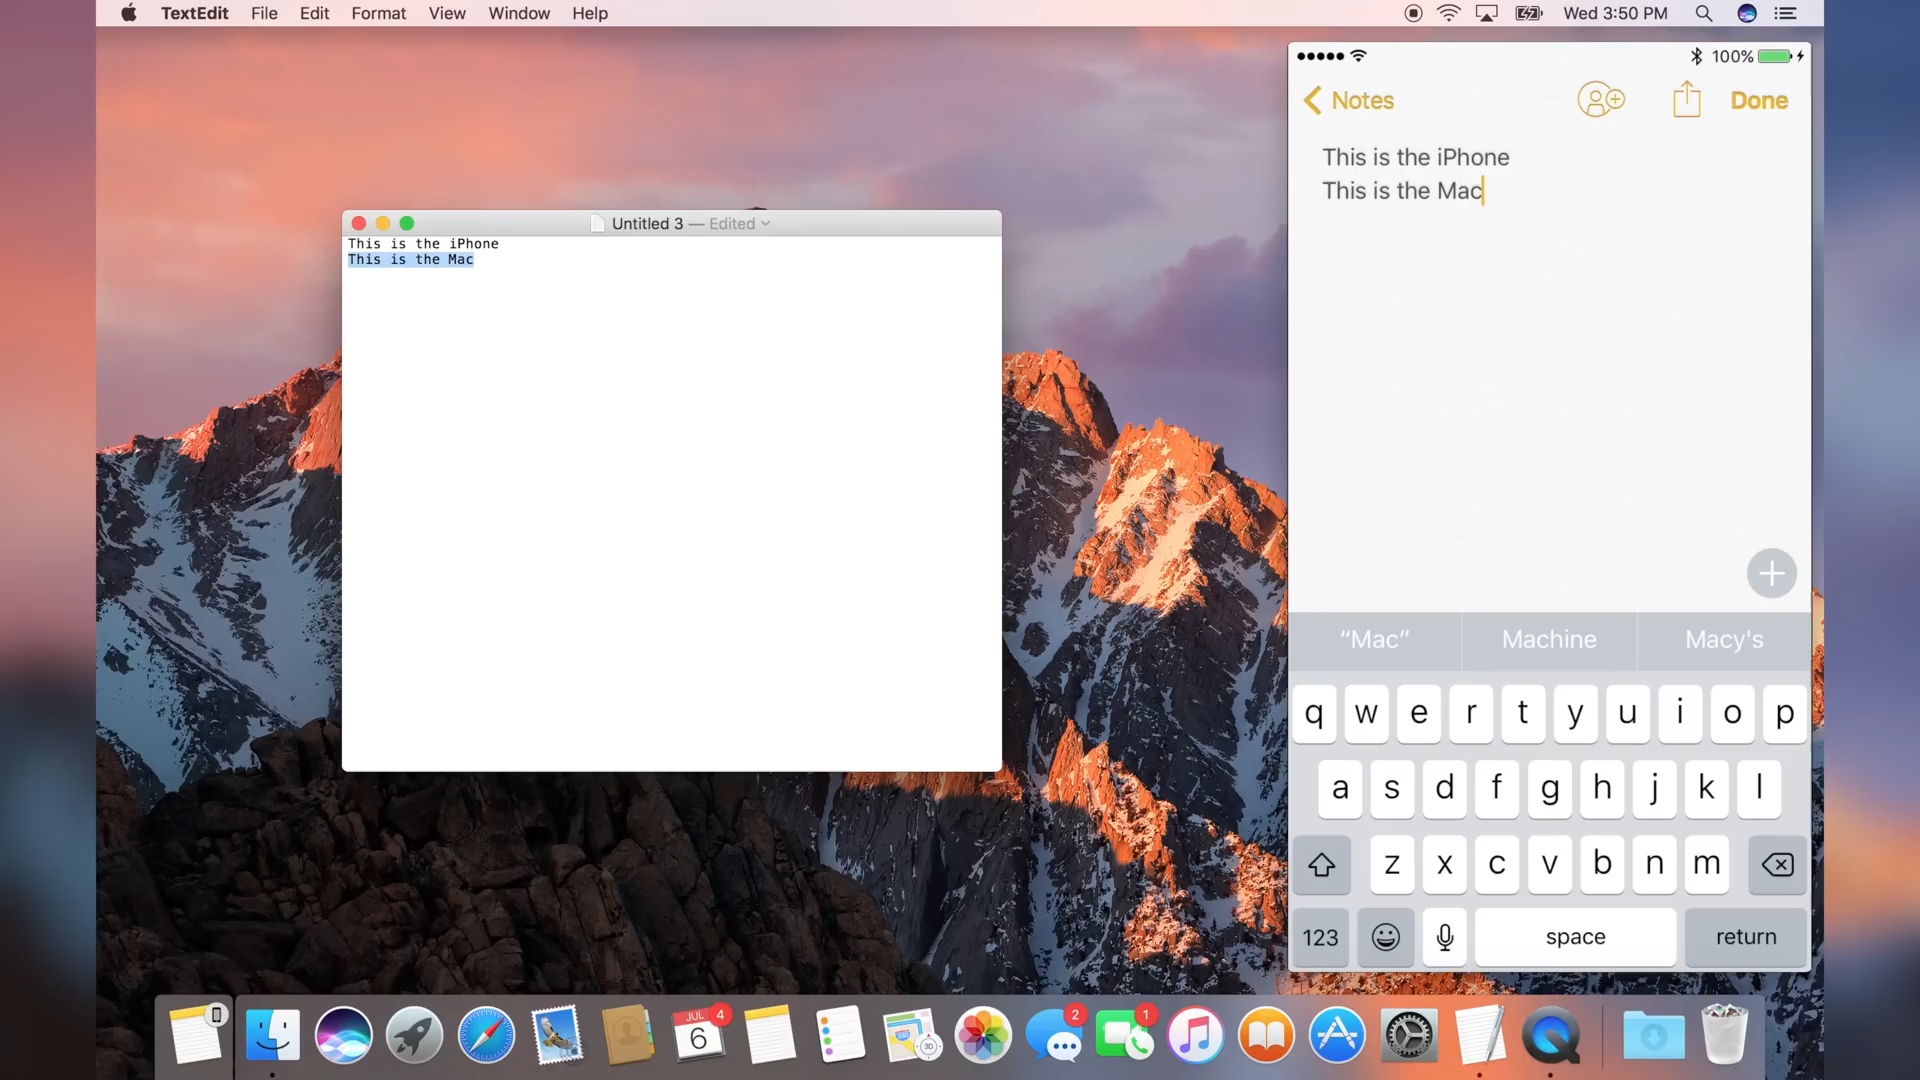 TextEdit File Edit Format View Window Help Wed 3:50 PM
100%
Notes Done
This is the iPhone
This is the Mac
Untitled 3 — Edited
This is the iPhone
This is the Mac
“Mac” Machine Macy's
q w e r t y u i o p
a s d f g h j k l
z x c v b n m
123 space return
JUL 4
6
3D
2
1